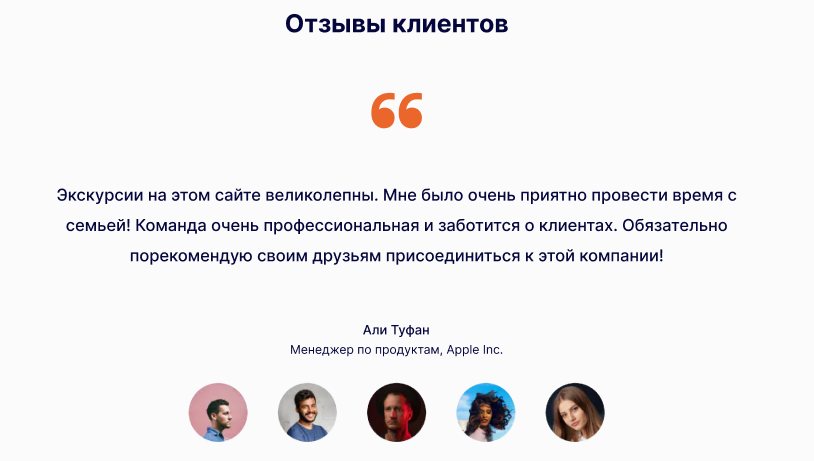 Отзывы клиентов
❝
Экскурсии на этом сайте великолепны. Мне было очень приятно провести время с
семьей! Команда очень профессиональная и заботится о клиентах. Обязательно
порекомендую своим друзьям присоединиться к этой компании!
Али Туфан
Менеджер по продуктам, Apple Inc.